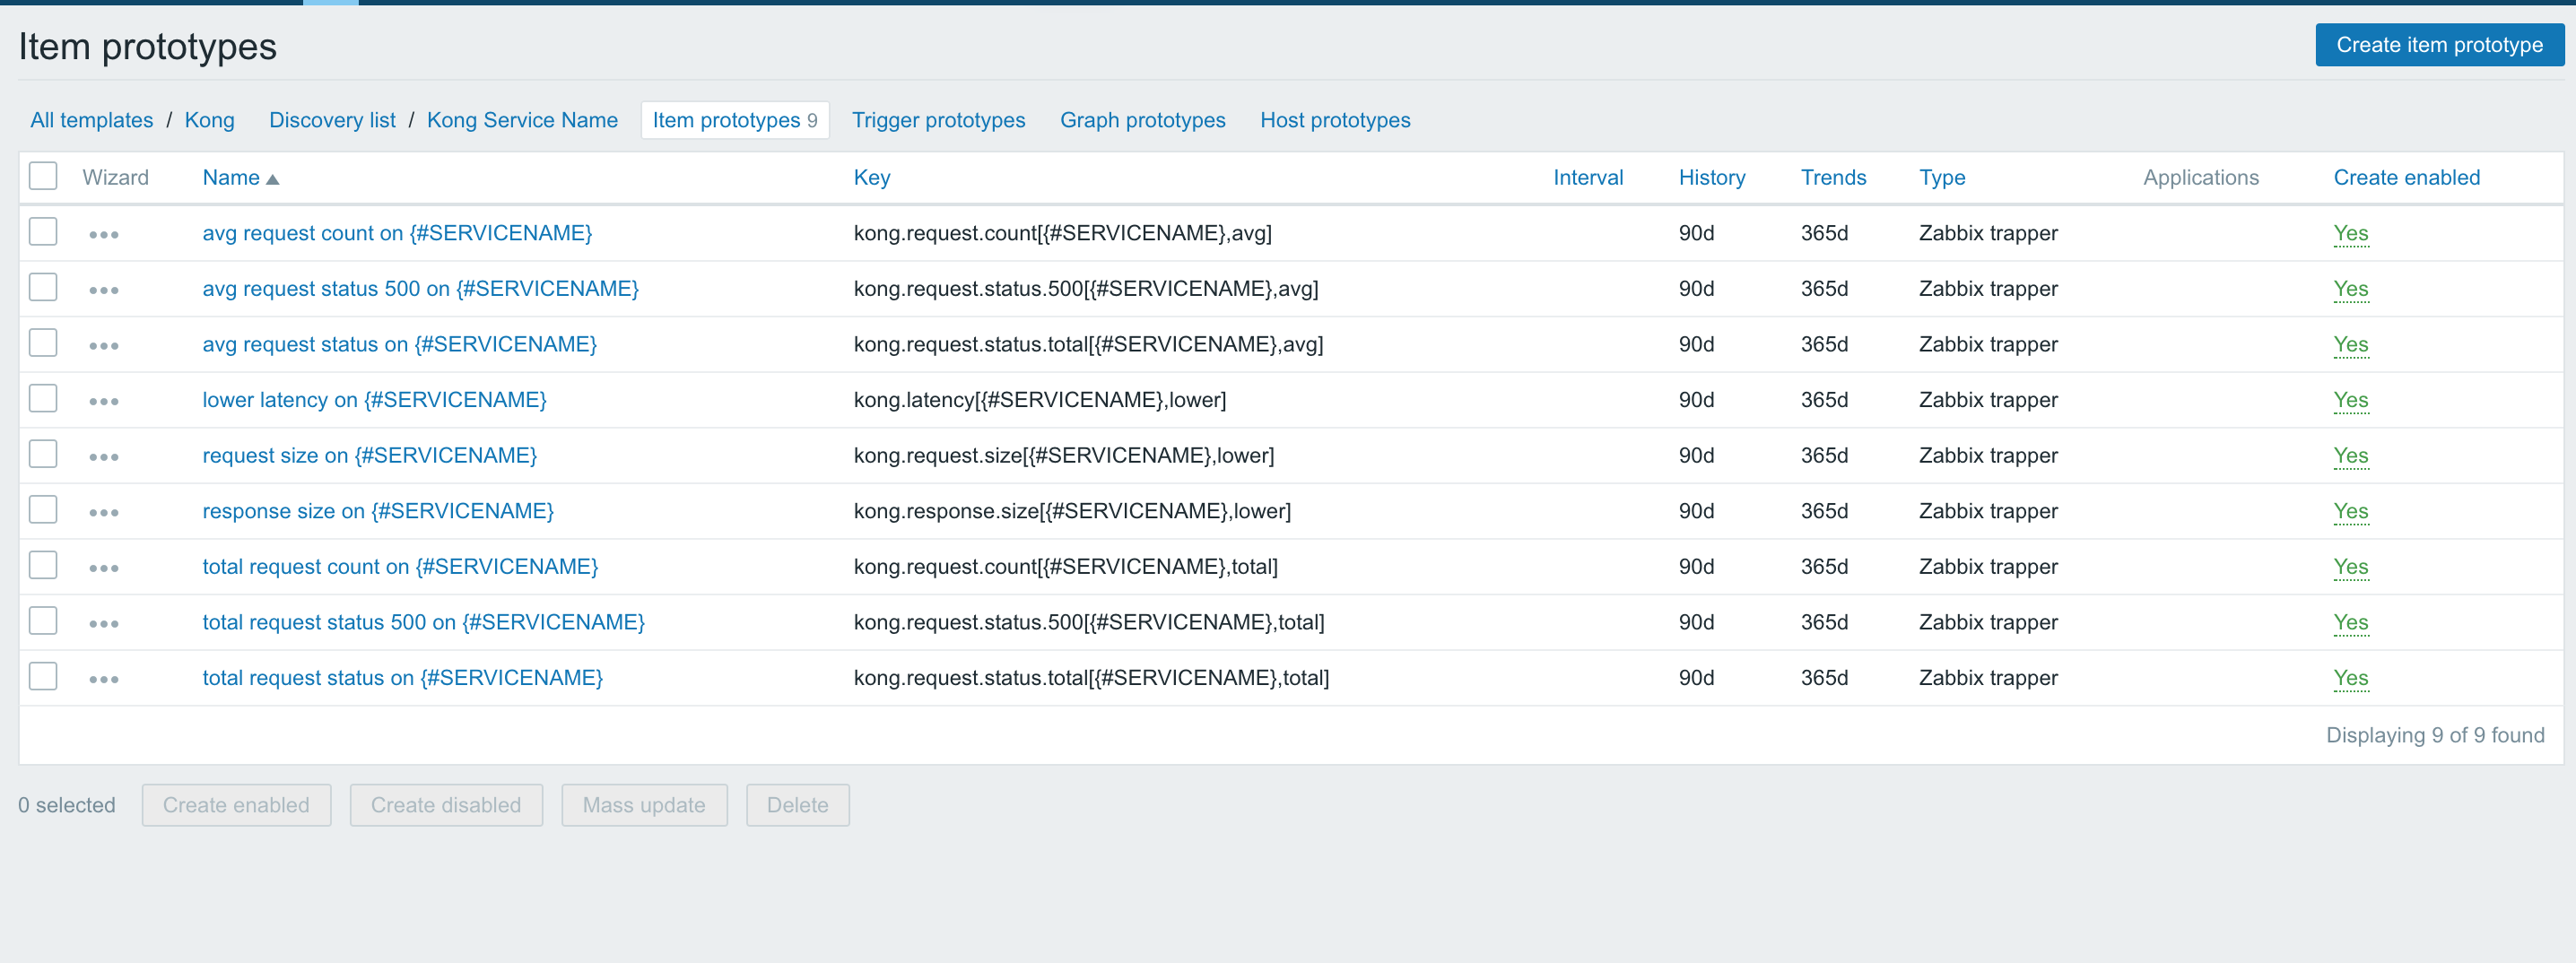 Item prototypes
Create item prototype
All templates / Kong Discovery list / Kong Service Name Item prototypes 9 Trigger prototypes Graph prototypes Host prototypes
Wizard Name Key Interval History Trends Type Applications Create enabled
avg request count on {#SERVICENAME} kong.request.count[{#SERVICENAME},avg] 90d 365d Zabbix trapper Yes
avg request status 500 on {#SERVICENAME} kong.request.status.500[{#SERVICENAME},avg] 90d 365d Zabbix trapper Yes
avg request status on {#SERVICENAME} kong.request.status.total[{#SERVICENAME},avg] 90d 365d Zabbix trapper Yes
lower latency on {#SERVICENAME} kong.latency[{#SERVICENAME},lower] 90d 365d Zabbix trapper Yes
request size on {#SERVICENAME} kong.request.size[{#SERVICENAME},lower] 90d 365d Zabbix trapper Yes
response size on {#SERVICENAME} kong.response.size[{#SERVICENAME},lower] 90d 365d Zabbix trapper Yes
total request count on {#SERVICENAME} kong.request.count[{#SERVICENAME},total] 90d 365d Zabbix trapper Yes
total request status 500 on {#SERVICENAME} kong.request.status.500[{#SERVICENAME},total] 90d 365d Zabbix trapper Yes
total request status on {#SERVICENAME} kong.request.status.total[{#SERVICENAME},total] 90d 365d Zabbix trapper Yes
Displaying 9 of 9 found
0 selected Create enabled Create disabled Mass update Delete